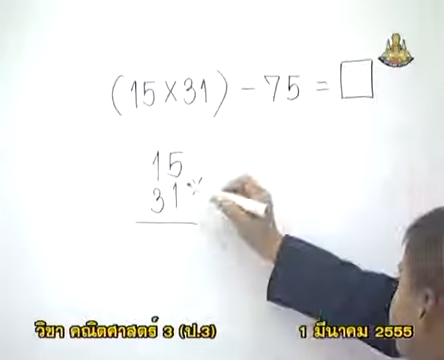 (15×31) - 75 = □
15
31 ×
วิชา คณิตศาสตร์ 3 (ป.3)
1 มีนาคม 2555